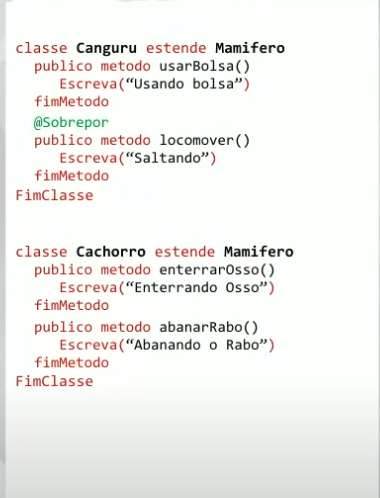 classe Canguru estende Mamifero
publico metodo usarBolsa()
Escreva(“Usando bolsa”)
fimMetodo
@Sobrepor
publico metodo locomover()
Escreva(“Saltando”)
fimMetodo
FimClasse
classe Cachorro estende Mamifero
publico metodo enterrarOsso()
Escreva(“Enterrando Osso”)
fimMetodo
publico metodo abanarRabo()
Escreva(“Abanando o Rabo”)
fimMetodo
FimClasse